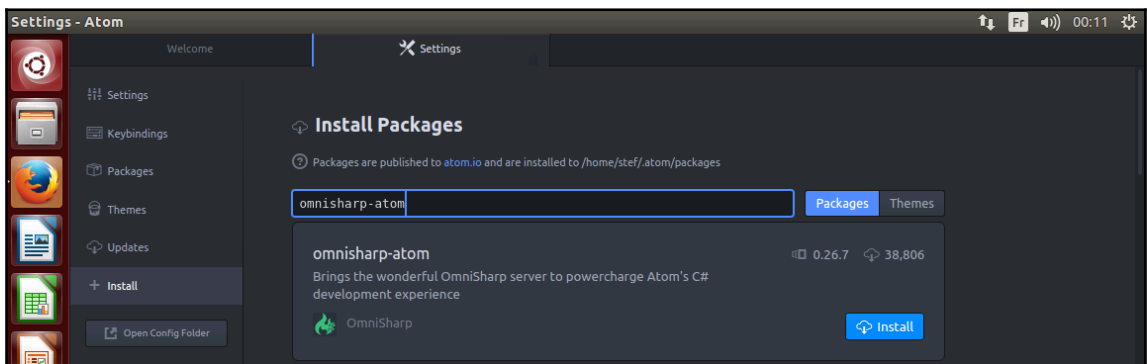 Settings - Atom
Fr
00:11
Welcome
Settings
Settings
Keybindings
Packages
Themes
Updates
Install
Open Config Folder
Install Packages
Packages are published to atom.io and are installed to /home/stef/.atom/packages
omnisharp-atom
Packages
Themes
omnisharp-atom
0.26.7
38,806
Brings the wonderful OmniSharp server to powercharge Atom's C#
development experience
OmniSharp
Install